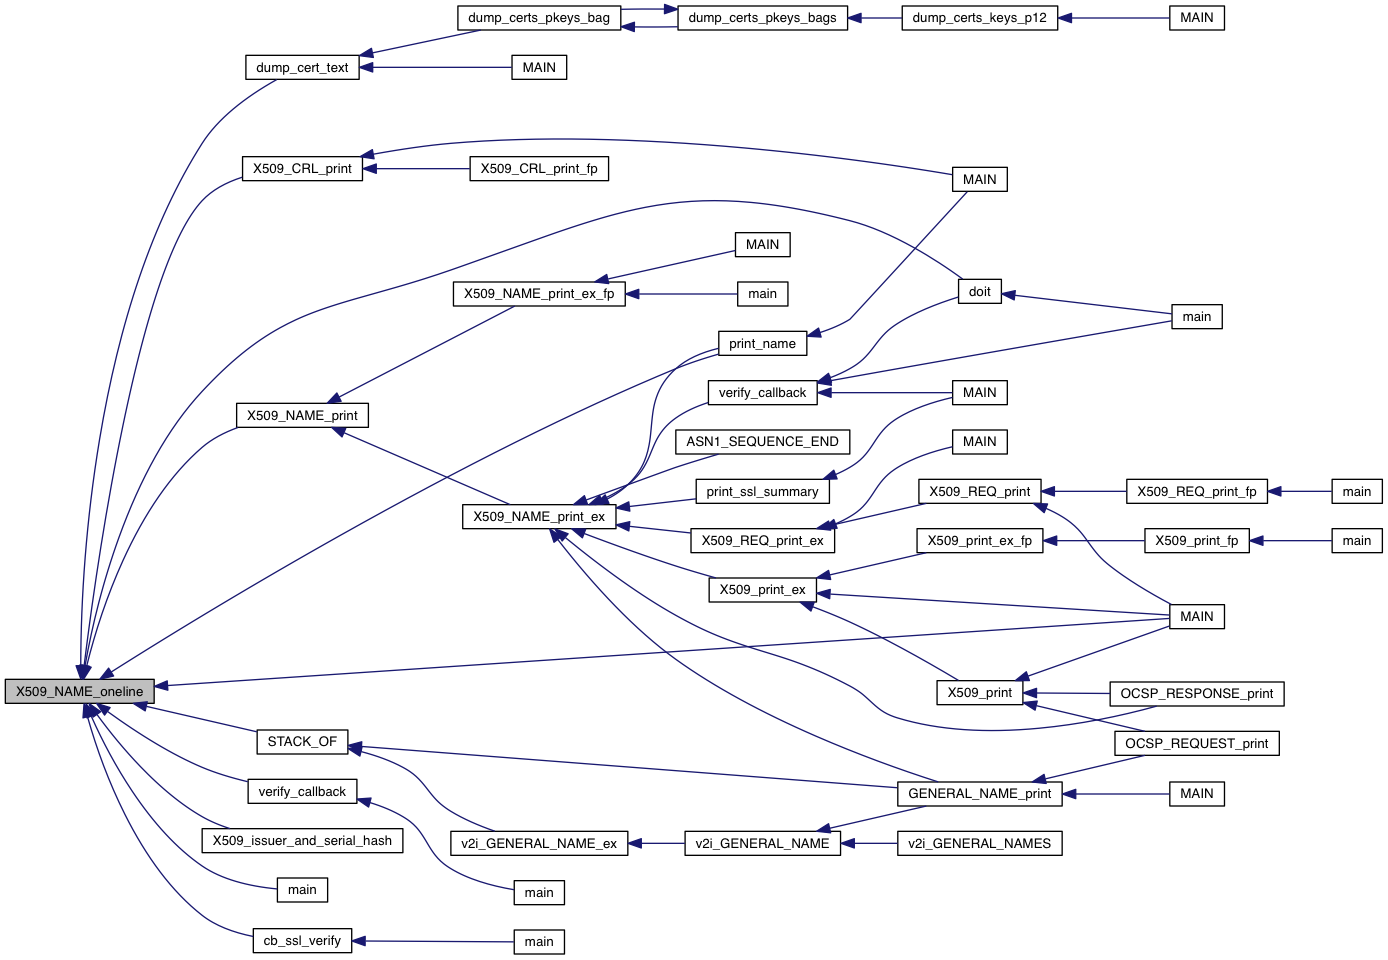 dump_certs_pkeys_bag
dump_certs_pkeys_bags
dump_certs_keys_p12
MAIN
dump_cert_text
MAIN
X509_CRL_print
X509_CRL_print_fp
MAIN
MAIN
X509_NAME_print_ex_fp
main
doit
main
print_name
verify_callback
MAIN
X509_NAME_print
ASN1_SEQUENCE_END
MAIN
print_ssl_summary
X509_REQ_print
X509_REQ_print_fp
main
X509_NAME_print_ex
X509_REQ_print_ex
X509_print_ex_fp
X509_print_fp
main
X509_print_ex
MAIN
X509_NAME_oneline
X509_print
OCSP_RESPONSE_print
STACK_OF
OCSP_REQUEST_print
verify_callback
GENERAL_NAME_print
MAIN
X509_issuer_and_serial_hash
v2i_GENERAL_NAME_ex
v2i_GENERAL_NAME
v2i_GENERAL_NAMES
main
main
cb_ssl_verify
main